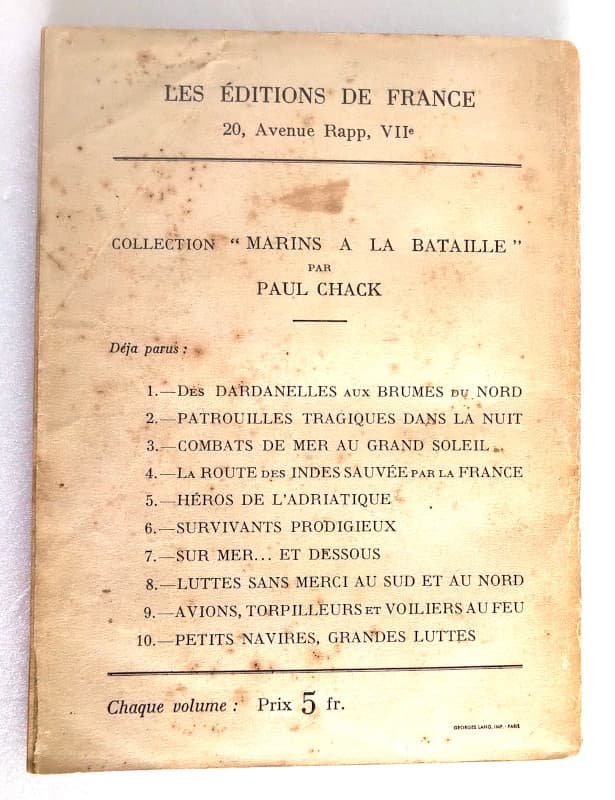 LES ÉDITIONS DE FRANCE
20, Avenue Rapp, VIIe
COLLECTION “ MARINS A LA BATAILLE ”
PAR
PAUL CHACK
Déja parus :
1.—DES DARDANELLES AUX BRUMES DU NORD
2.—PATROUILLES TRAGIQUES DANS LA NUIT
3.—COMBATS DE MER AU GRAND SOLEIL
4.—LA ROUTE DES INDES SAUVÉE PAR LA FRANCE
5.—HÉROS DE L'ADRIATIQUE
6.—SURVIVANTS PRODIGIEUX
7.—SUR MER... ET DESSOUS
8.—LUTTES SANS MERCI AU SUD ET AU NORD
9.—AVIONS, TORPILLEURS ET VOILIERS AU FEU
10.—PETITS NAVIRES, GRANDES LUTTES
Chaque volume : Prix 5 fr.
GEORGES LANG, IMP. - PARIS